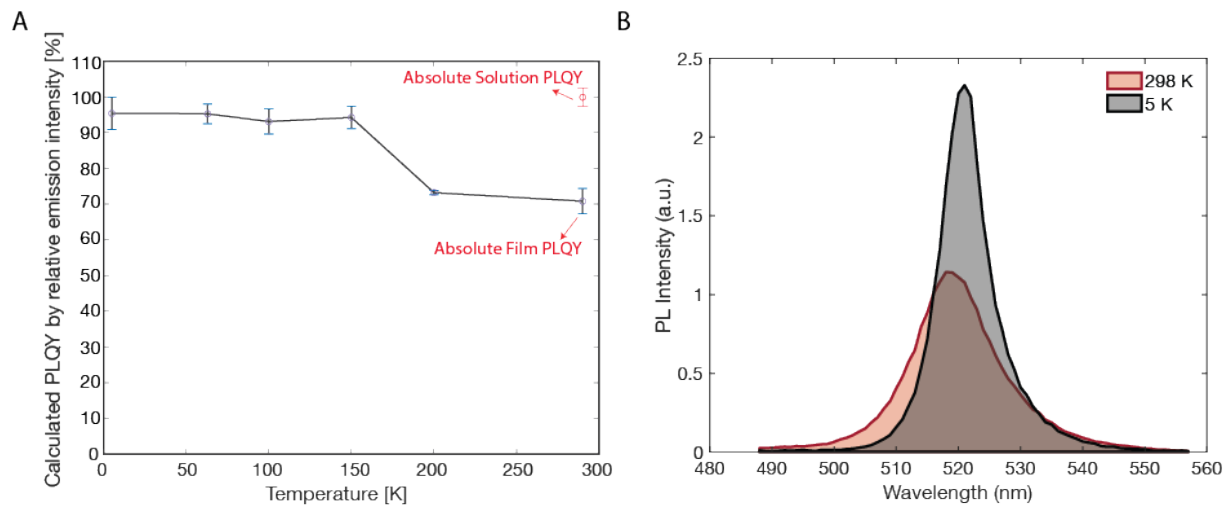 A
Calculated PLQY by relative emission intensity [%]
110
100
90
80
70
60
50
40
30
20
10
0
0 50 100 150 200 250 300
Temperature [K]
Absolute Solution PLQY
Absolute Film PLQY
B
PL Intensity (a.u.)
2.5
2
1.5
1
0.5
0
480 490 500 510 520 530 540 550 560
Wavelength (nm)
298 K
5 K